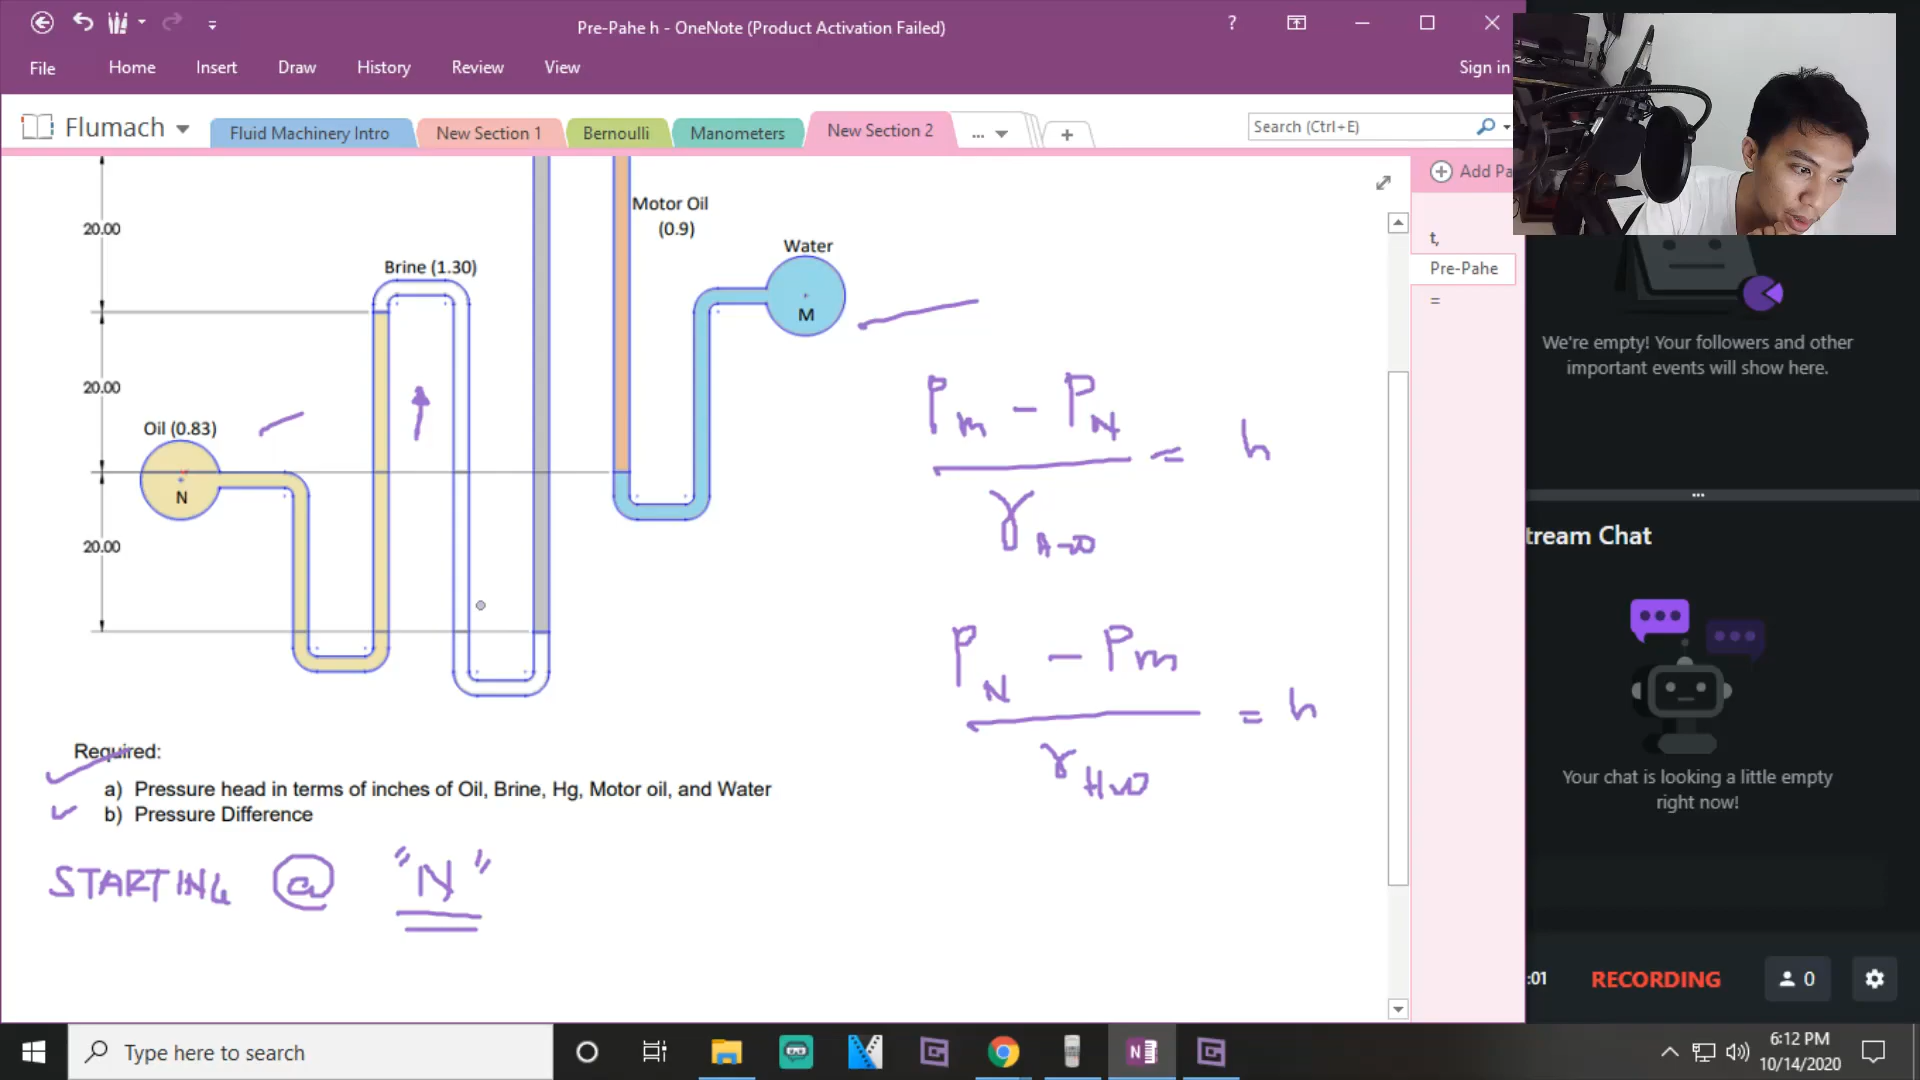 Pre-Pahe h - OneNote (Product Activation Failed)
?
File Home Insert Draw History Review View
Sign in
Flumach
Fluid Machinery Intro
New Section 1
Bernoulli
Manometers
New Section 2
...
+
Search (Ctrl+E)
Add Pa
t,
Pre-Pahe
=
20.00
Motor Oil
(0.9)
Water
M
Brine (1.30)
20.00
Oil (0.83)
N
20.00
Pm - PN = h
γH2O
PN - Pm = h
γH2O
Required:
a) Pressure head in terms of inches of Oil, Brine, Hg, Motor oil, and Water
b) Pressure Difference
STARTING @ "N"
We're empty! Your followers and other
important events will show here.
...
tream Chat
Your chat is looking a little empty
right now!
:01
RECORDING
0
Type here to search
6:12 PM
10/14/2020